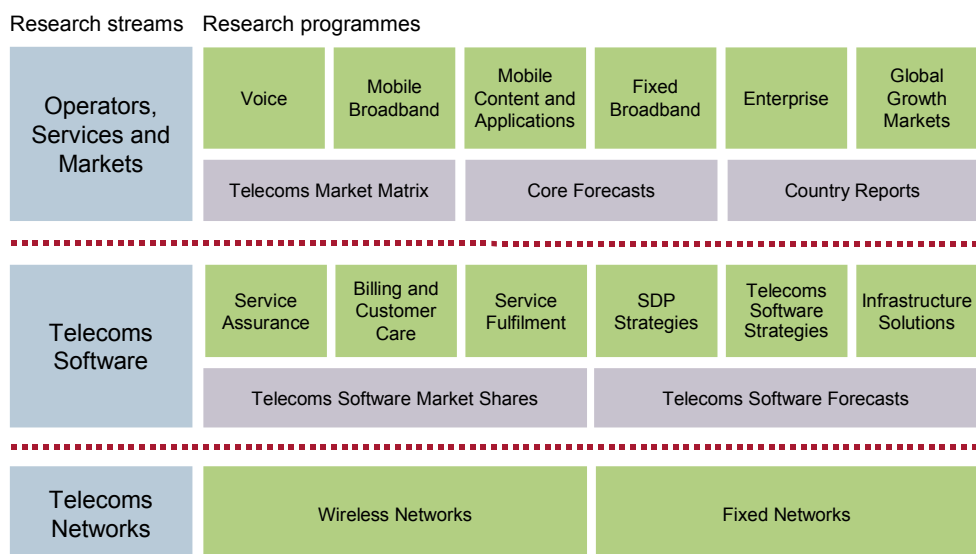 Research streams Research programmes
Operators,
Services and
Markets
Voice
Mobile
Broadband
Mobile
Content and
Applications
Fixed
Broadband
Enterprise
Global
Growth
Markets
Telecoms Market Matrix
Core Forecasts
Country Reports
Telecoms
Software
Service
Assurance
Billing and
Customer
Care
Service
Fulfilment
SDP
Strategies
Telecoms
Software
Strategies
Infrastructure
Solutions
Telecoms Software Market Shares
Telecoms Software Forecasts
Telecoms
Networks
Wireless Networks
Fixed Networks